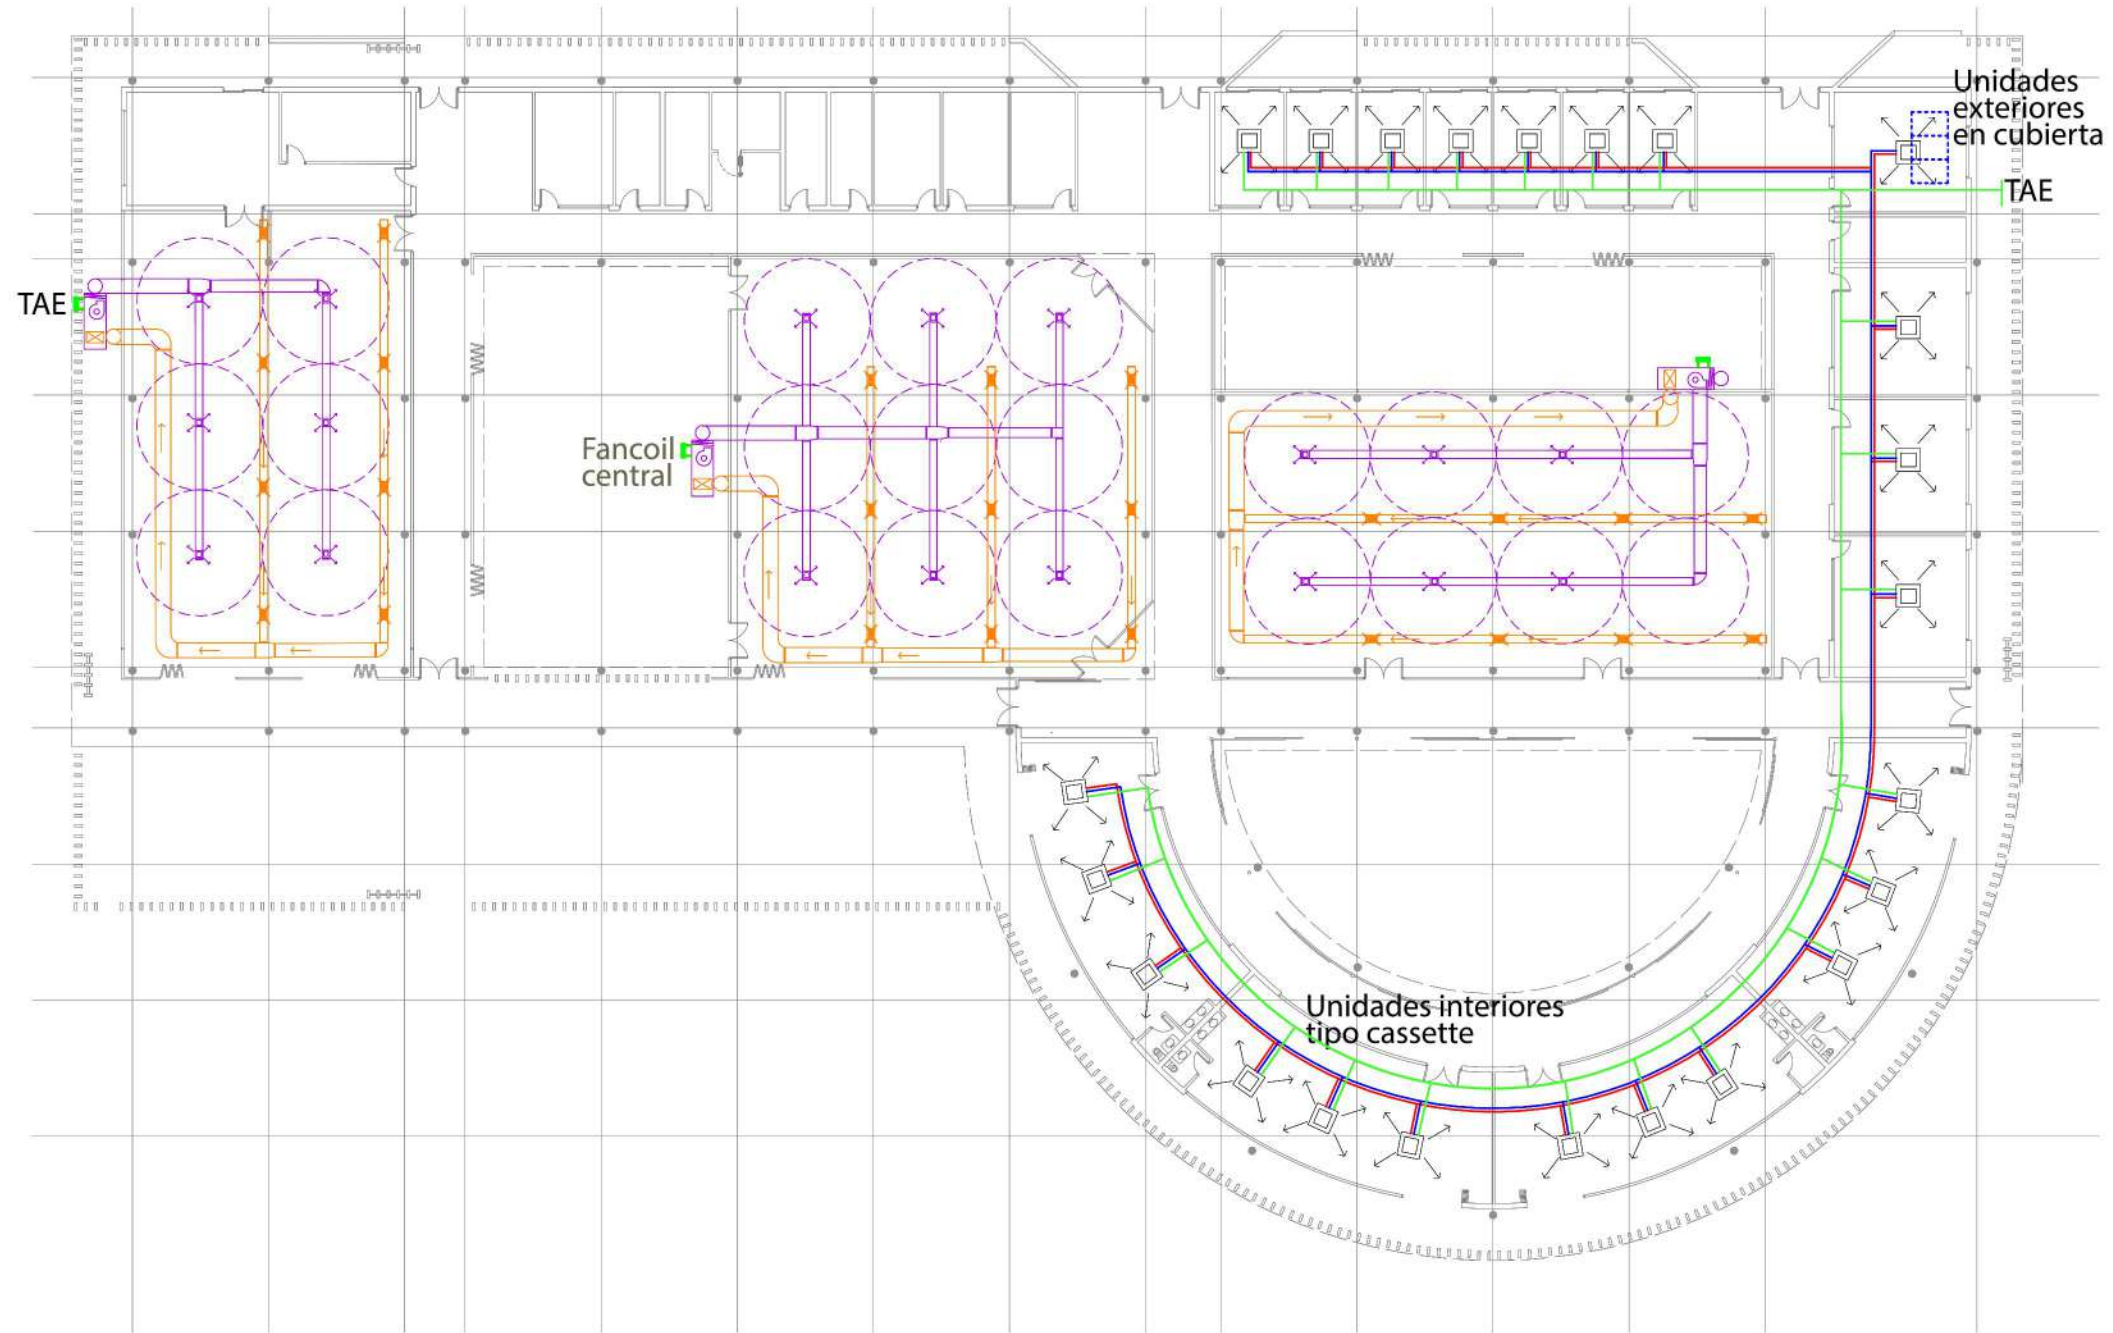 Unidades
exteriores
en cubierta
TAE
TAE
Fancoil
central
Unidades interiores
tipo cassette